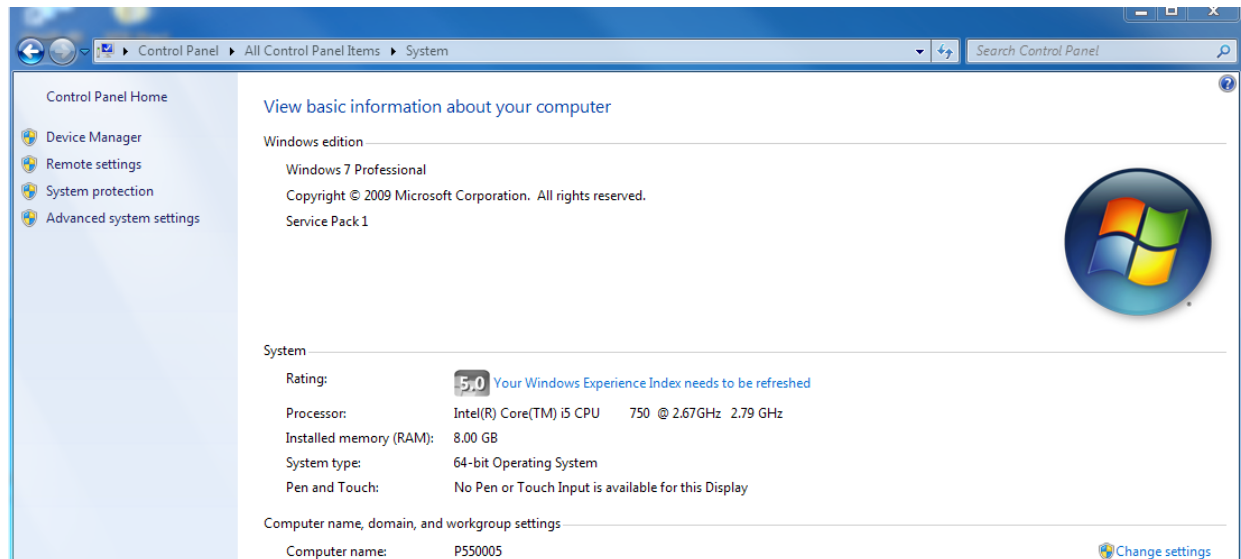 Control Panel ▸ All Control Panel Items ▸ System
Search Control Panel
Control Panel Home
Device Manager
Remote settings
System protection
Advanced system settings
View basic information about your computer
Windows edition
Windows 7 Professional
Copyright © 2009 Microsoft Corporation. All rights reserved.
Service Pack 1
System
Rating: 5,0 Your Windows Experience Index needs to be refreshed
Processor: Intel(R) Core(TM) i5 CPU 750 @ 2.67GHz 2.79 GHz
Installed memory (RAM): 8.00 GB
System type: 64-bit Operating System
Pen and Touch: No Pen or Touch Input is available for this Display
Computer name, domain, and workgroup settings
Computer name: P550005
Change settings